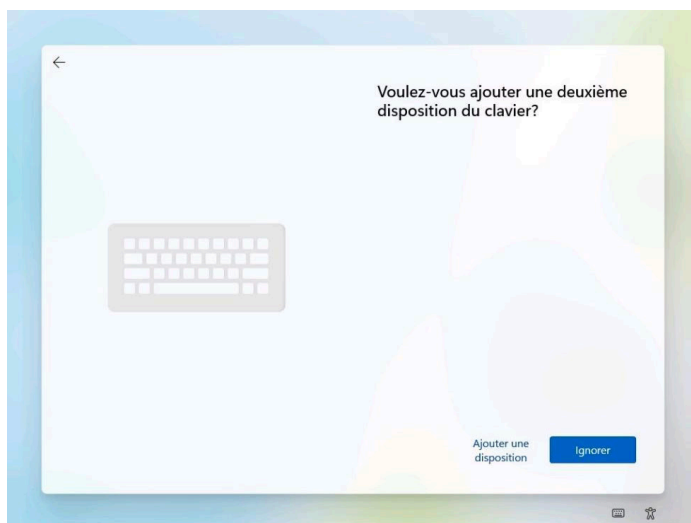 Voulez-vous ajouter une deuxième
disposition du clavier?
Ajouter une
disposition
Ignorer